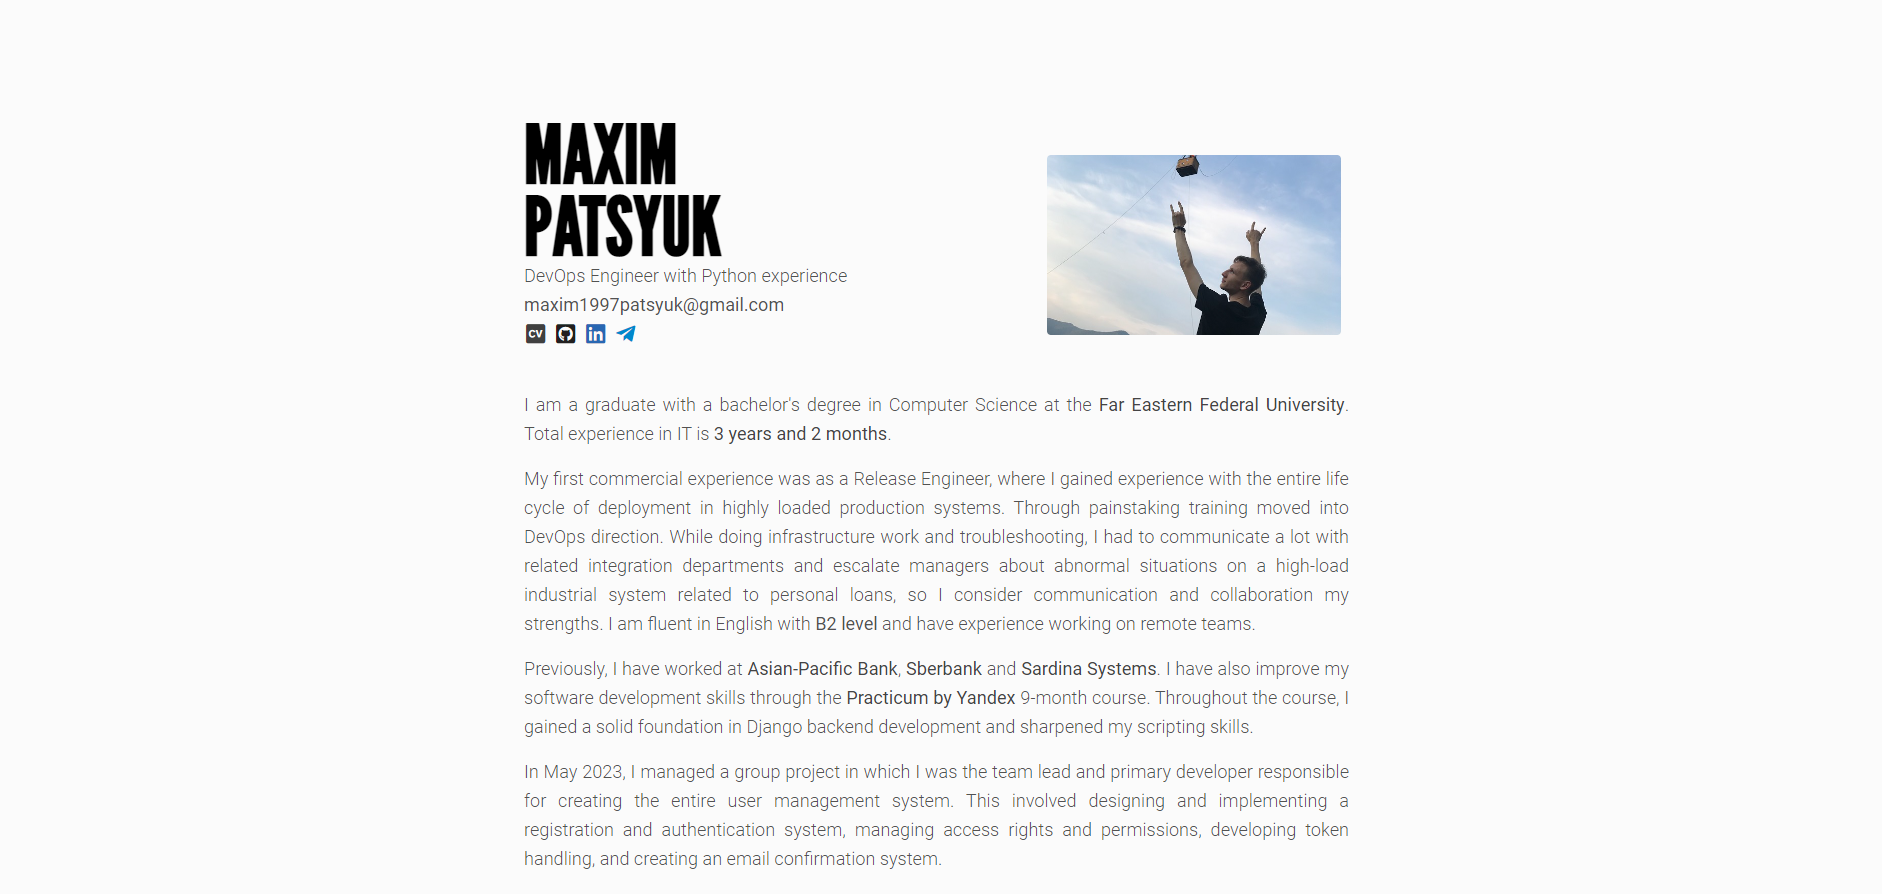 MAXIM
PATSYUK
DevOps Engineer with Python experience
maxim1997patsyuk@gmail.com
CV in
I am a graduate with a bachelor's degree in Computer Science at the Far Eastern Federal University.
Total experience in IT is 3 years and 2 months.
My first commercial experience was as a Release Engineer, where I gained experience with the entire life
cycle of deployment in highly loaded production systems. Through painstaking training moved into
DevOps direction. While doing infrastructure work and troubleshooting, I had to communicate a lot with
related integration departments and escalate managers about abnormal situations on a high-load
industrial system related to personal loans, so I consider communication and collaboration my
strengths. I am fluent in English with B2 level and have experience working on remote teams.
Previously, I have worked at Asian-Pacific Bank, Sberbank and Sardina Systems. I have also improve my
software development skills through the Practicum by Yandex 9-month course. Throughout the course, I
gained a solid foundation in Django backend development and sharpened my scripting skills.
In May 2023, I managed a group project in which I was the team lead and primary developer responsible
for creating the entire user management system. This involved designing and implementing a
registration and authentication system, managing access rights and permissions, developing token
handling, and creating an email confirmation system.